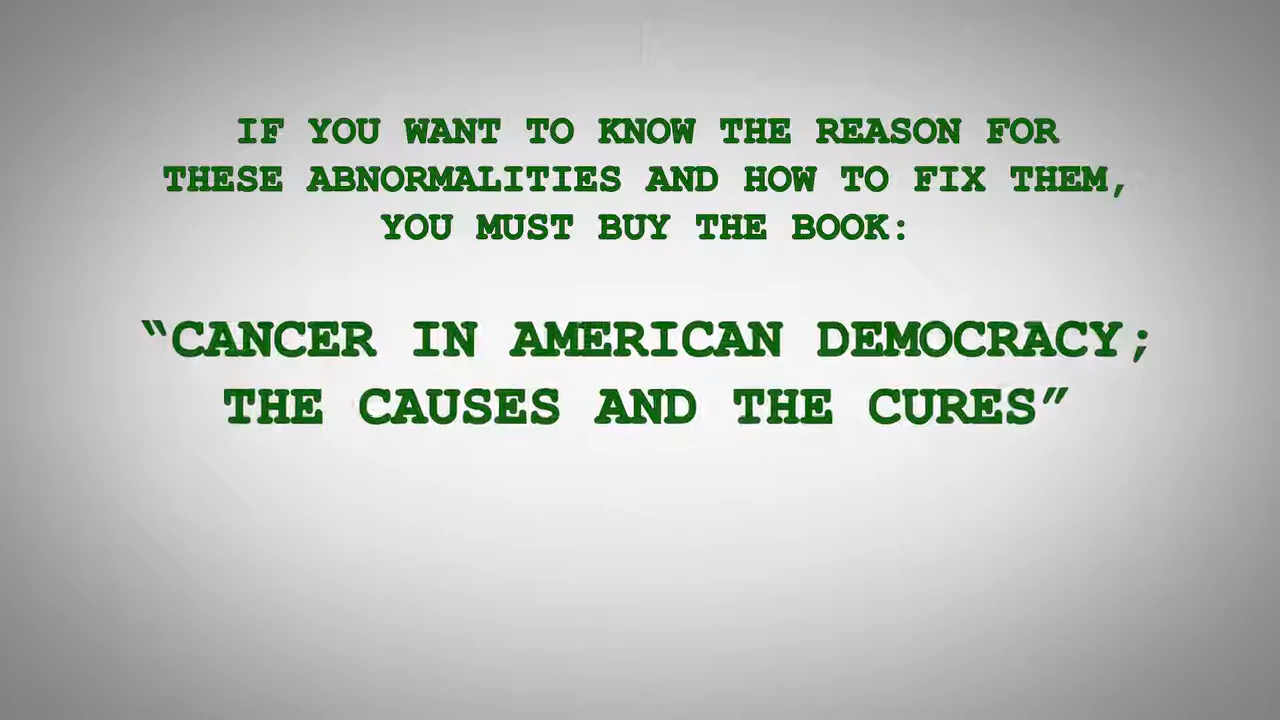 IF YOU WANT TO KNOW THE REASON FOR
THESE ABNORMALITIES AND HOW TO FIX THEM,
YOU MUST BUY THE BOOK:
“CANCER IN AMERICAN DEMOCRACY;
THE CAUSES AND THE CURES”